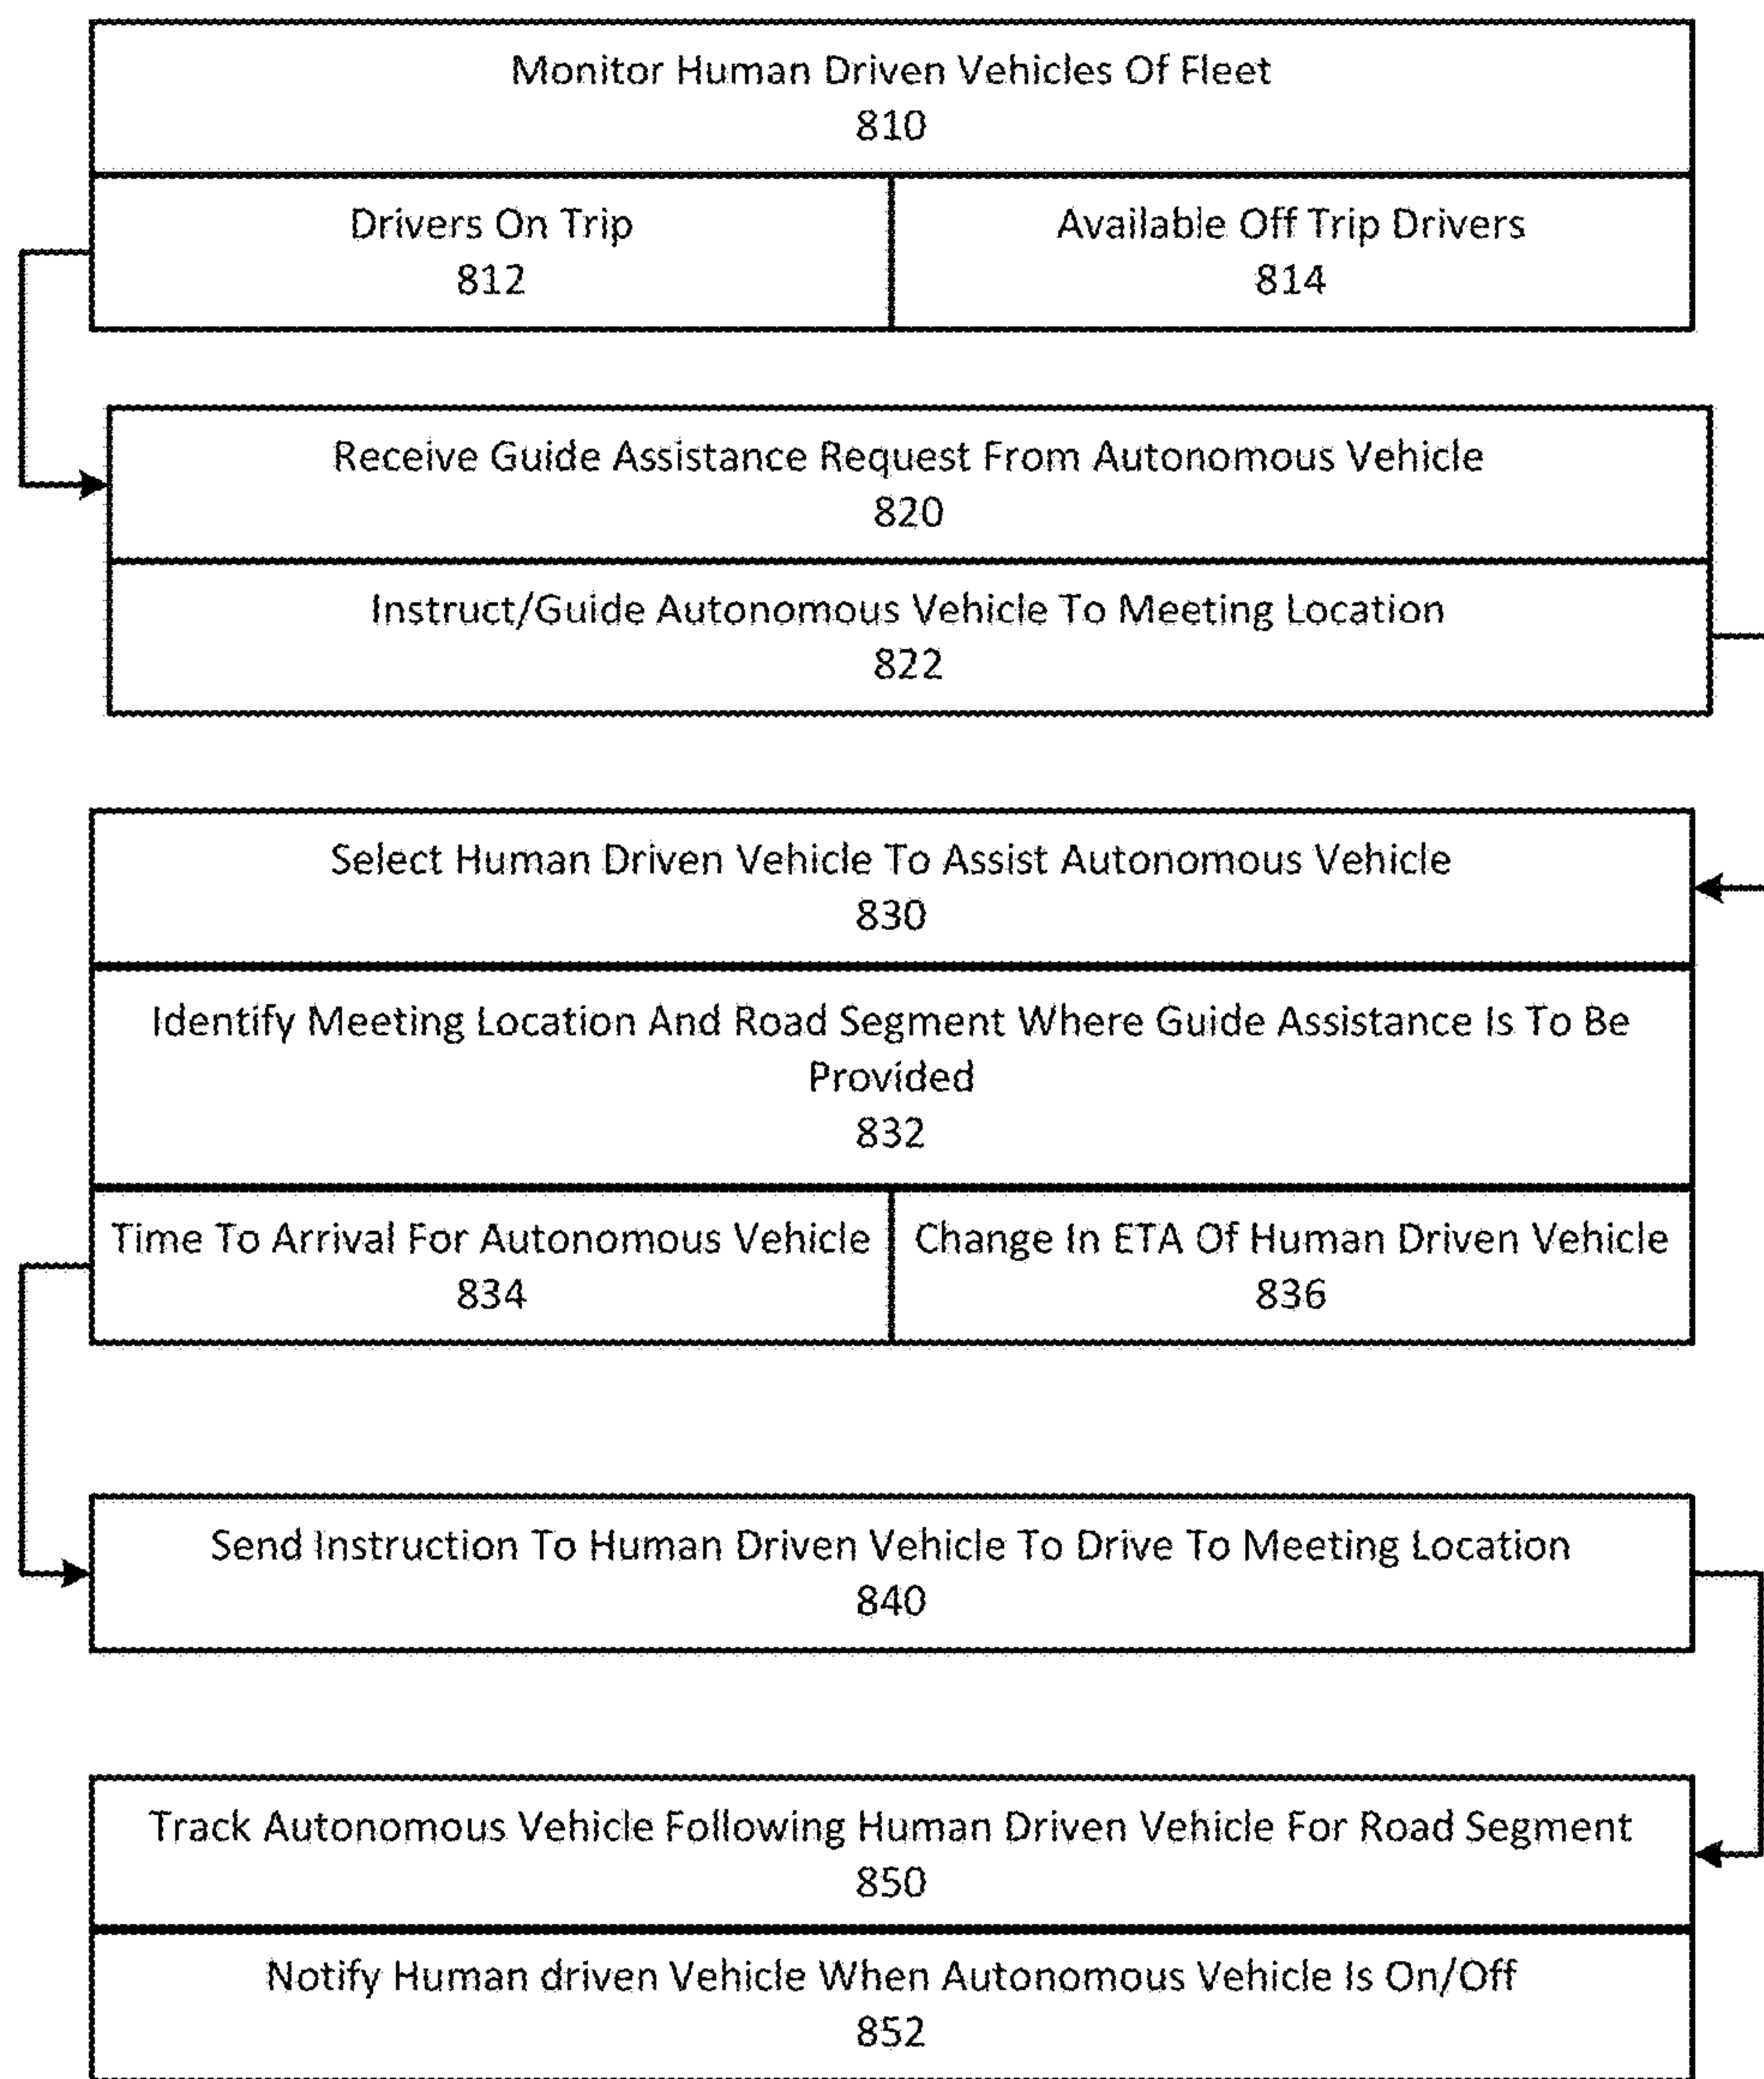 Monitor Human Driven Vehicles Of Fleet
810
Drivers On Trip
812
Available Off Trip Drivers
814
Receive Guide Assistance Request From Autonomous Vehicle
820
Instruct/Guide Autonomous Vehicle To Meeting Location
822
Select Human Driven Vehicle To Assist Autonomous Vehicle
830
Identify Meeting Location And Road Segment Where Guide Assistance Is To Be
Provided
832
Time To Arrival For Autonomous Vehicle
834
Change In ETA Of Human Driven Vehicle
836
Send Instruction To Human Driven Vehicle To Drive To Meeting Location
840
Track Autonomous Vehicle Following Human Driven Vehicle For Road Segment
850
Notify Human driven Vehicle When Autonomous Vehicle Is On/Off
852